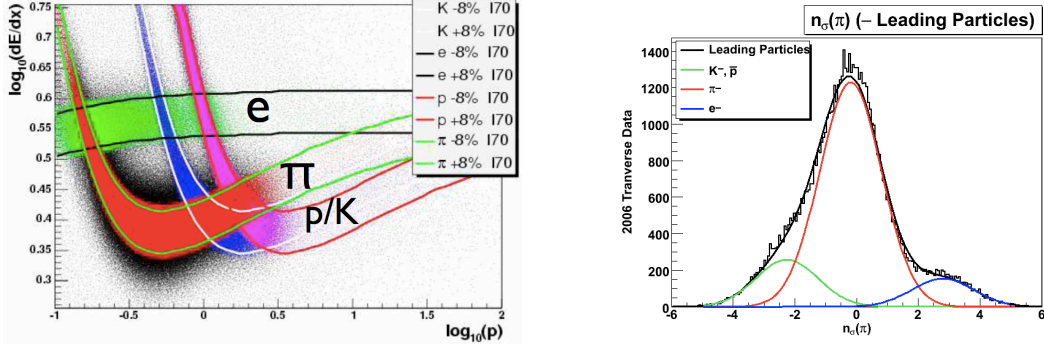 log₁₀(dE/dx)
0.75
0.7
0.65
0.6
0.55
0.5
0.45
0.4
0.35
0.3
-1
-0.5
0
0.5
1
1.5
2
log₁₀(p)
K -8% I70
K +8% I70
e -8% I70
e +8% I70
p -8% I70
p +8% I70
π -8% I70
π +8% I70
e
π
p/K
nσ(π) (– Leading Particles)
2006 Tranverse Data
1400
1200
1000
800
600
400
200
0
-6
-4
-2
0
2
4
6
nσ(π)
Leading Particles
K⁻, p̅
π⁻
e⁻